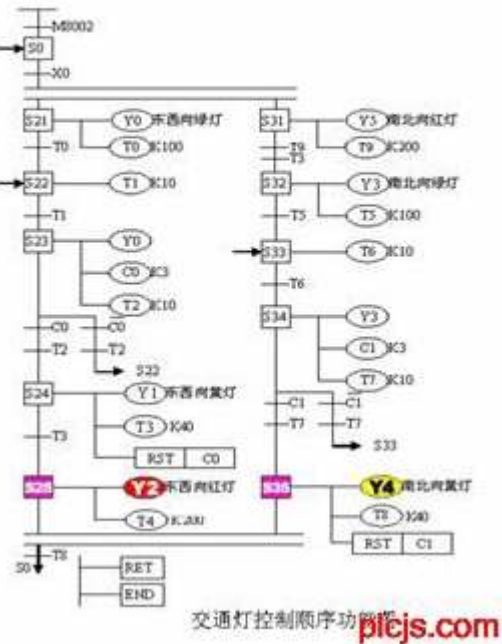 M8002
S0
X0
S21 Y0 东西向绿灯
T0 T0 K100
S22 T1 K10
T1
S23 Y0
C0 K3
T2 K10
C0 C0
T2 T2
S22
S24 Y1 东西向黄灯
T3 K40
T3
RST C0
S25 Y2 东西向红灯
T4 K200
S31 Y5 南北向红灯
T9 T9 K200
T3
S32 Y3 南北向绿灯
T5 T5 K100
S33 T6 K10
T6
S34 Y3
C1 K3
T7 K10
C1 C1
T7 T7
S33
S35 Y4 南北向黄灯
T8 K40
RST C1
T8
S0
RET
END
交通灯控制顺序功
plcjs.com